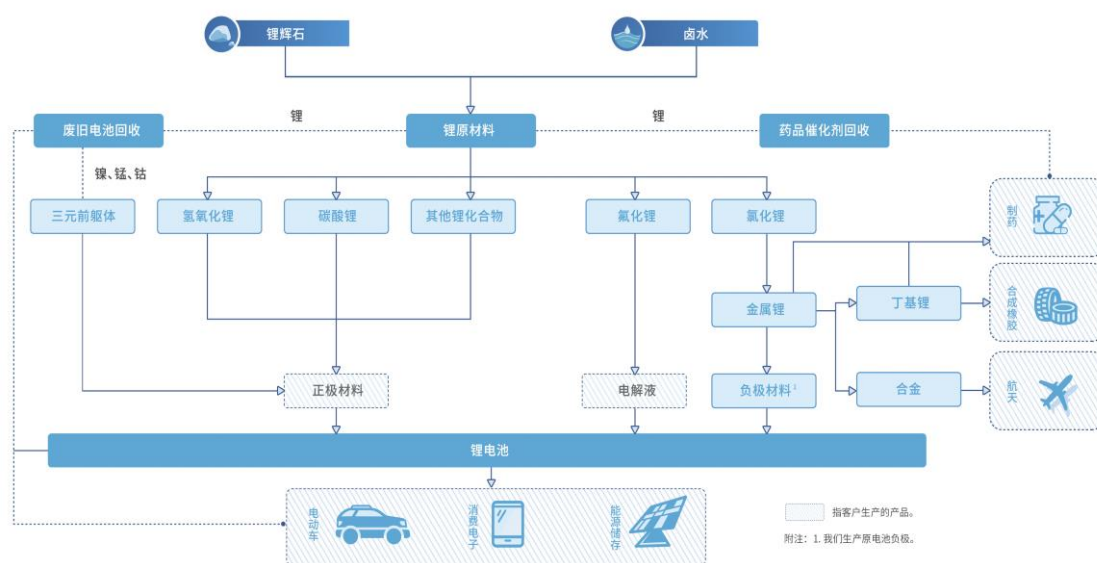 锂辉石
卤水
废旧电池回收
锂
锂原材料
锂
药品催化剂回收
镍、锰、钴
三元前躯体
氢氧化锂
碳酸锂
其他锂化合物
氟化锂
氯化锂
制药
金属锂
丁基锂
合成橡胶
正极材料
电解液
负极材料1
合金
航天
锂电池
电动车
消费电子
能源储存
指客户生产的产品。
附注：1. 我们生产原电池负极。